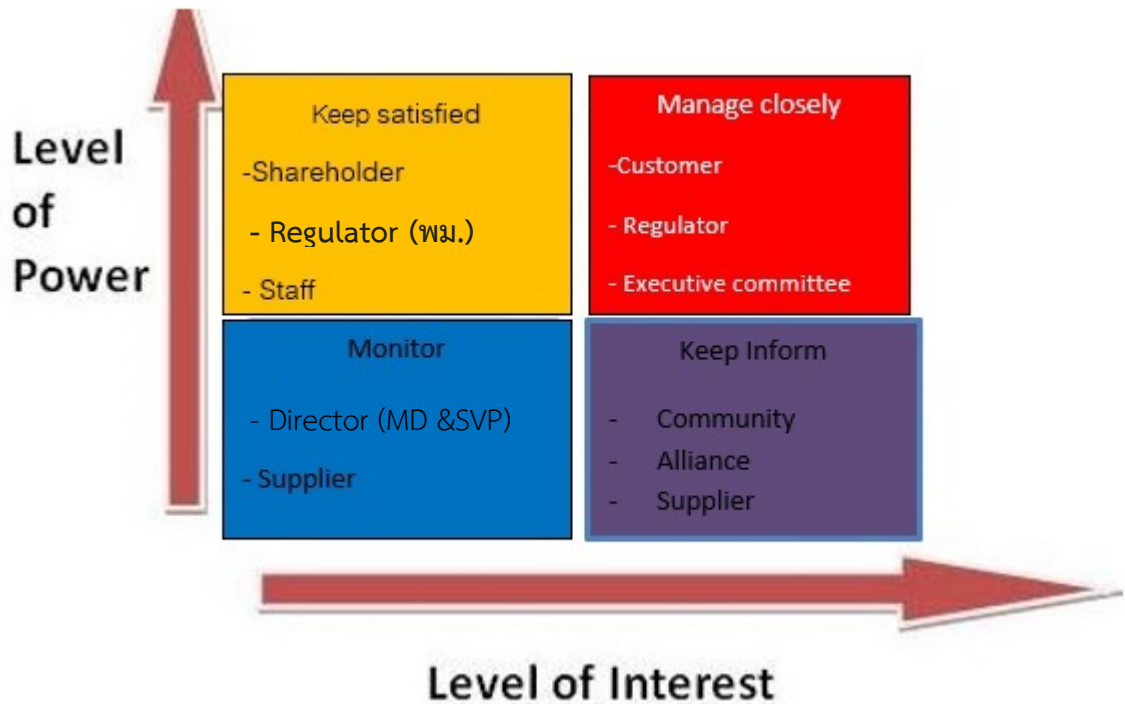 Level
of
Power
Keep satisfied
-Shareholder
- Regulator (พม.)
- Staff
Manage closely
-Customer
- Regulator
- Executive committee
Monitor
- Director (MD &SVP)
- Supplier
Keep Inform
- Community
- Alliance
- Supplier
Level of Interest